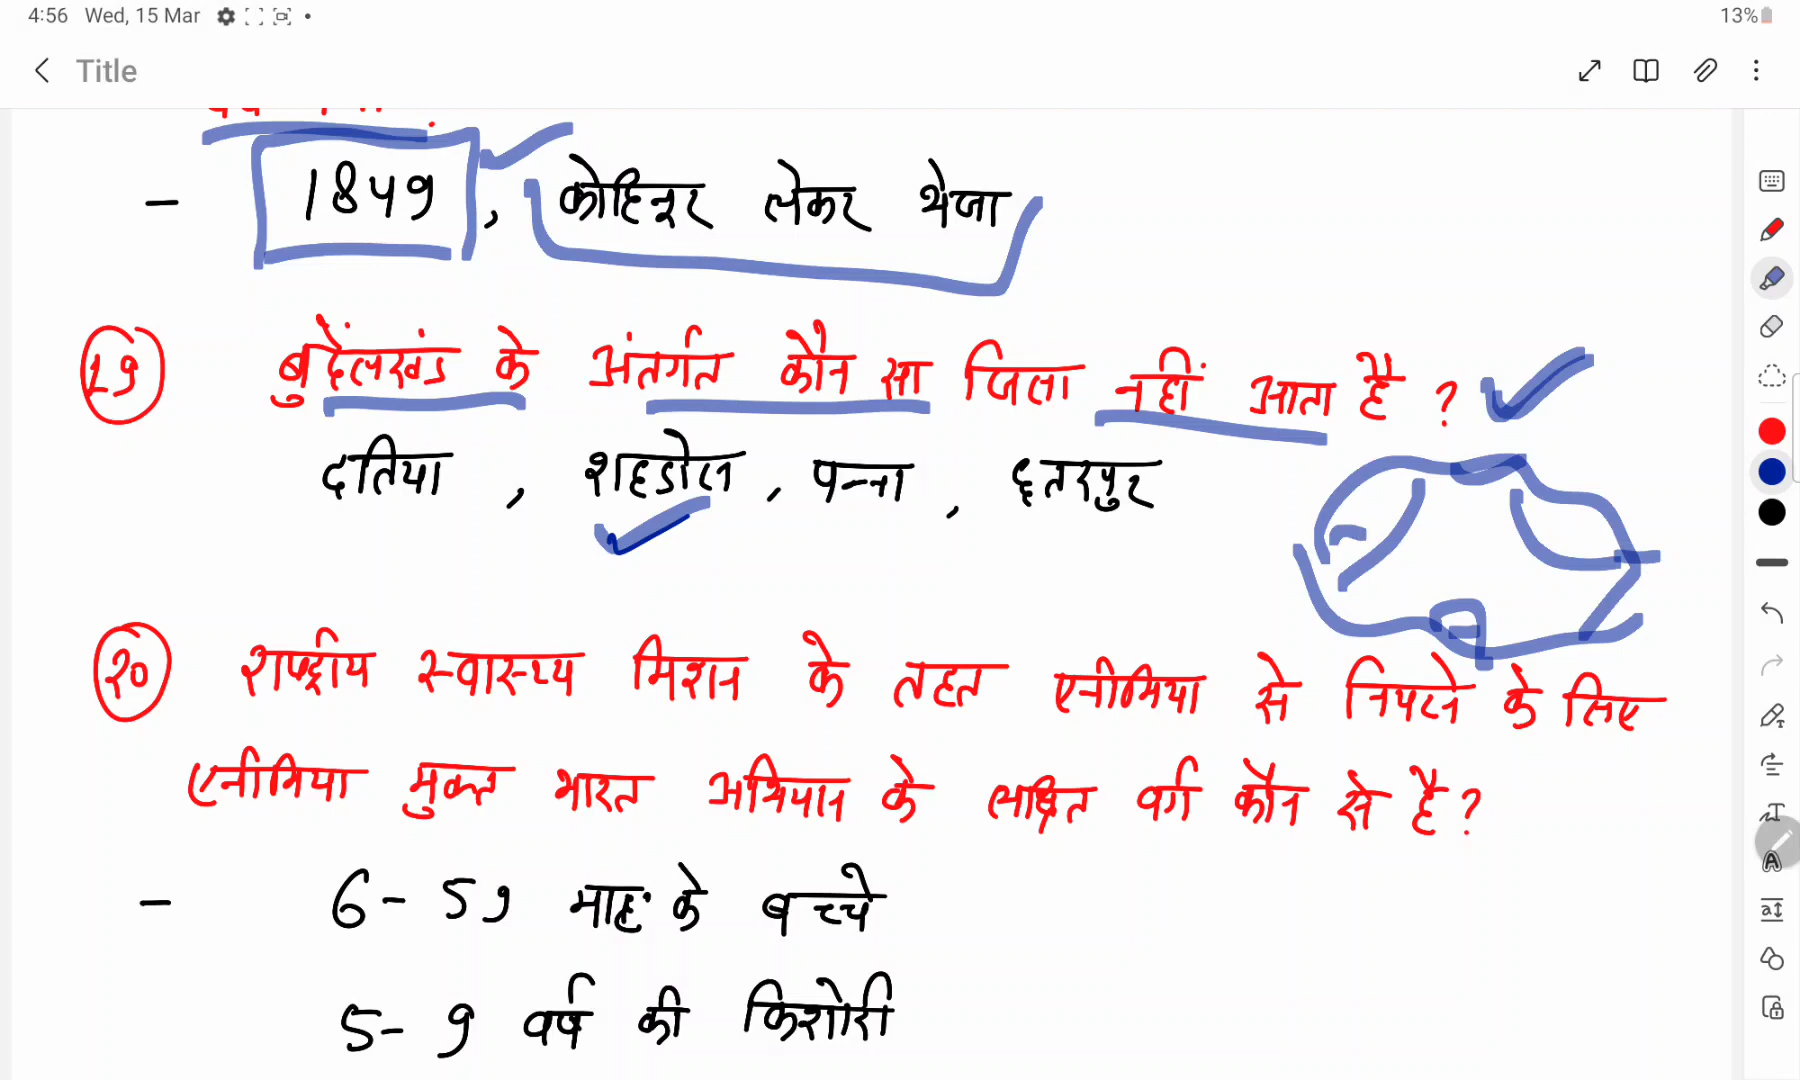 4:56 Wed, 15 Mar
13%
Title
- 1849, कोहिनूर लेकर भेजा
19 बुदेंलखंड के अंतर्गत कौन सा जिला नहीं आता है ?
दतिया , शहडोल , पन्ना , छतरपुर
20 राष्ट्रीय स्वास्थ्य मिशन के तहत एनीमिया से निपटने के लिए
एनीमिया मुक्त भारत अभियान के लक्षित वर्ग कौन से है ?
- 6-59 माह के बच्चे
5-9 वर्ष की किशोरी